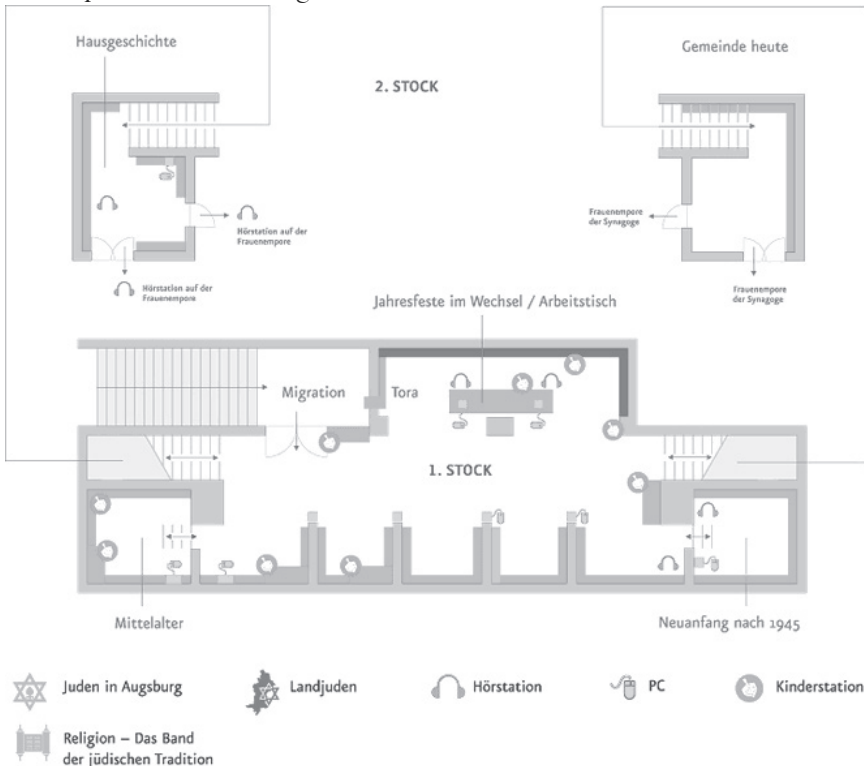 Hausgeschichte
Gemeinde heute
2. STOCK
Frauenempore
der Synagoge
Hörstation auf der
Frauenempore
Hörstation auf der
Frauenempore
Frauenempore
der Synagoge
Jahresfeste im Wechsel / Arbeitstisch
Migration
Tora
1. STOCK
Mittelalter
Neuanfang nach 1945
Juden in Augsburg
Landjuden
Hörstation
PC
Kinderstation
Religion – Das Band
der jüdischen Tradition